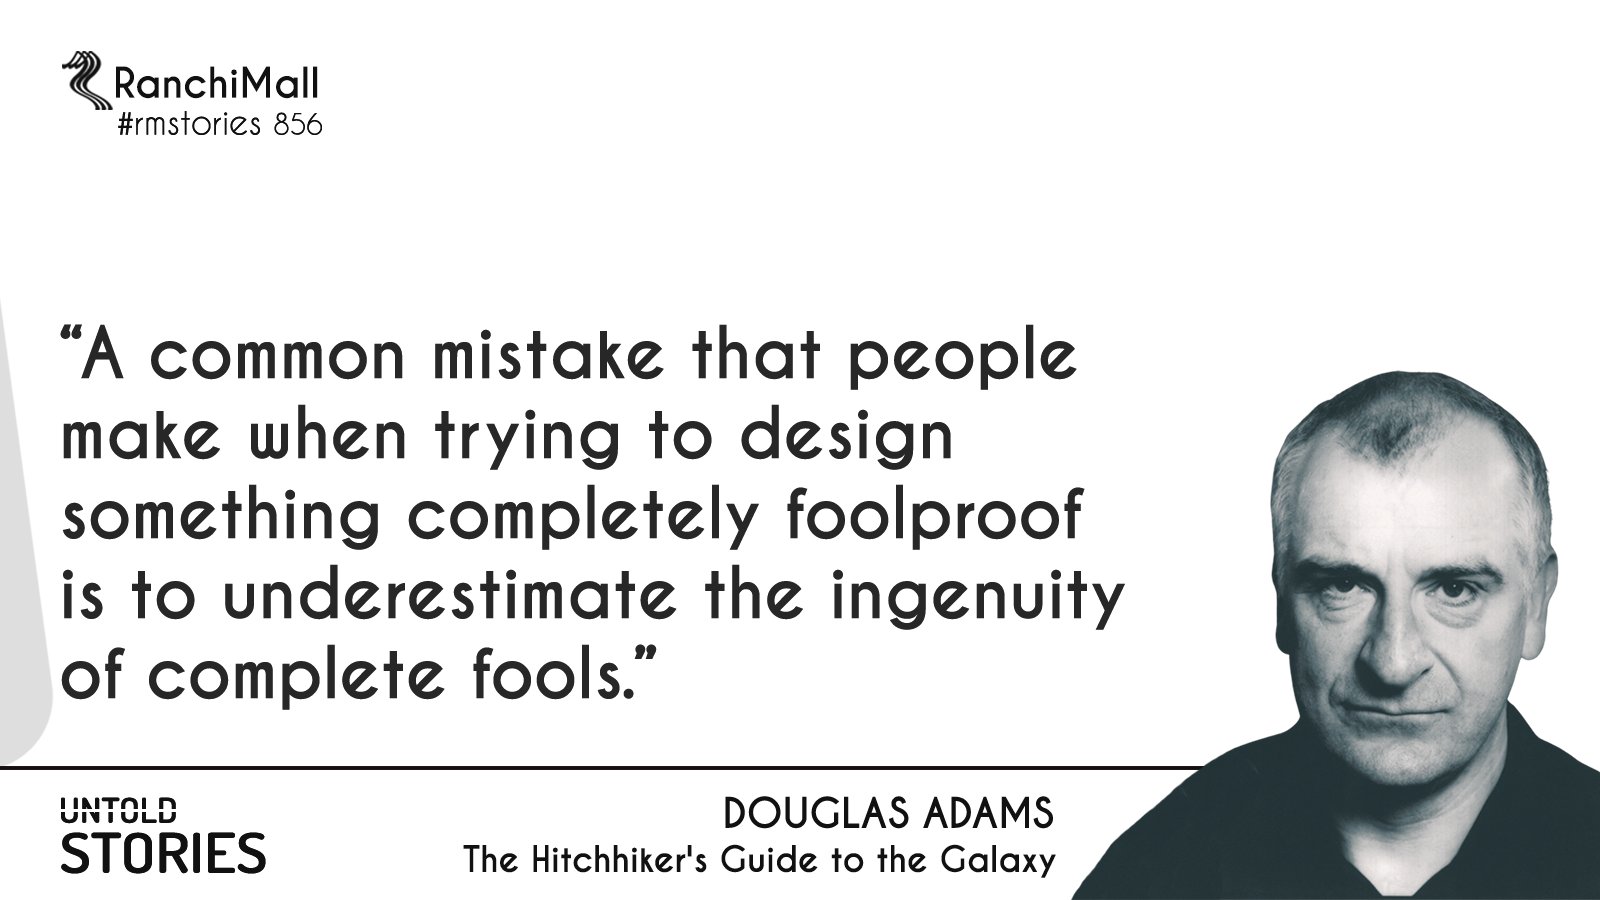 RanchiMall
#rmstories 856
“A common mistake that people
make when trying to design
something completely foolproof
is to underestimate the ingenuity
of complete fools.”
UNTOLD
STORIES
DOUGLAS ADAMS
The Hitchhiker's Guide to the Galaxy